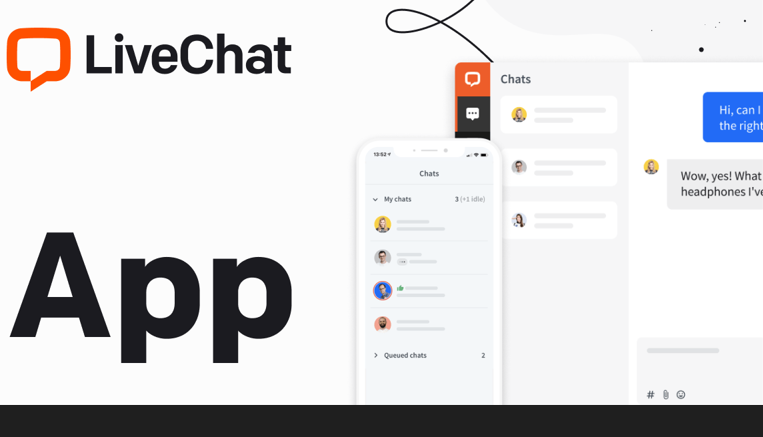 LiveChat
App
Chats
Hi, can I
the right
Wow, yes! What
headphones I've
13:52
Chats
My chats
3 (+1 idle)
Queued chats
2
#